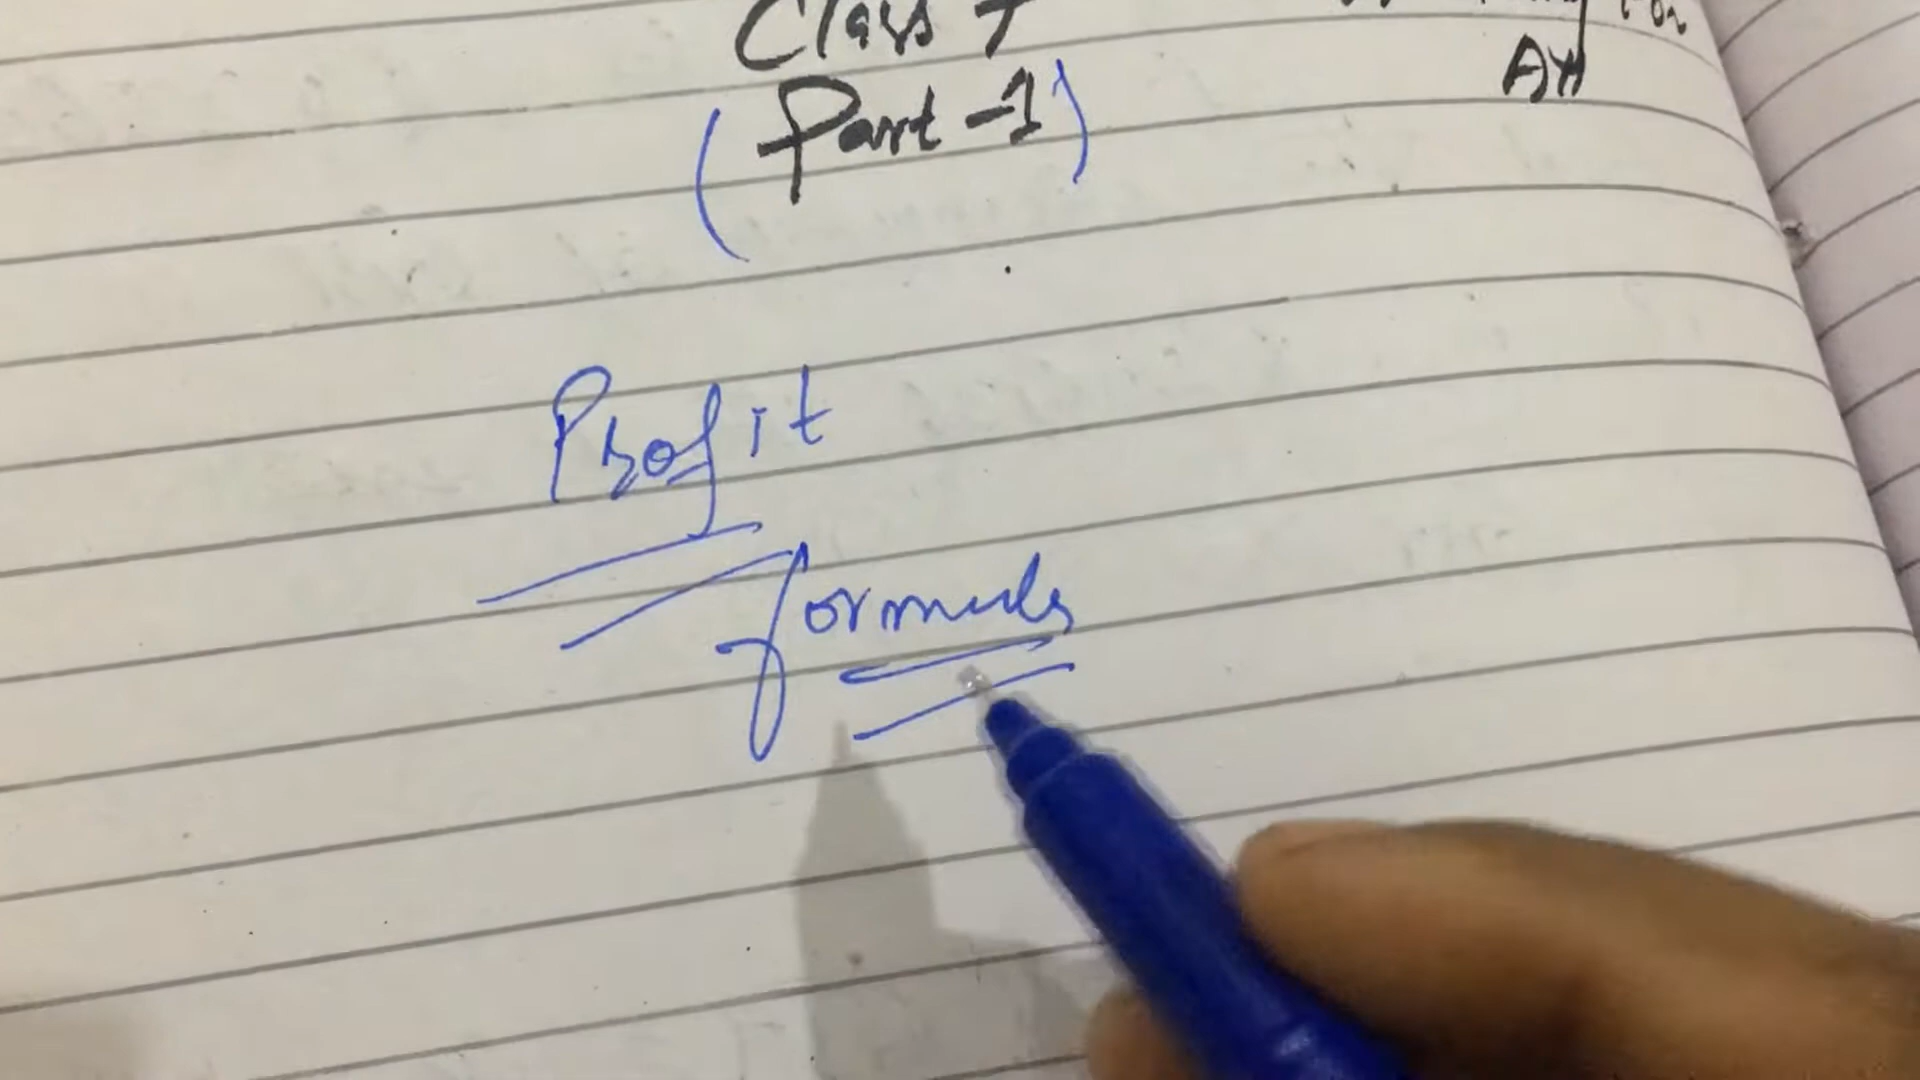 Class 7
(Part-1)
Profit
formula